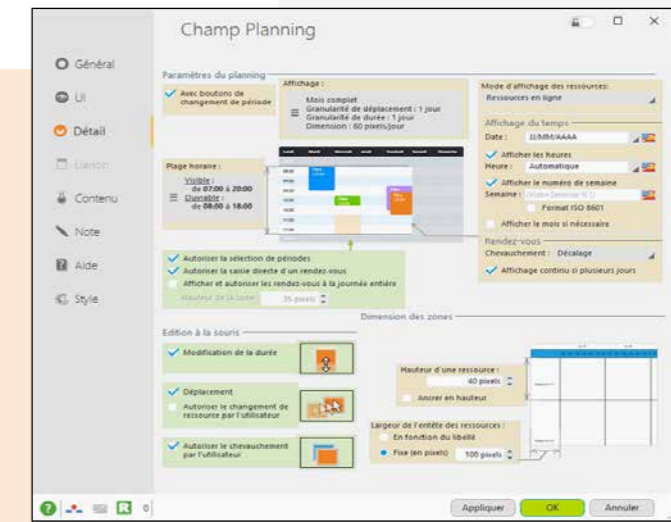 Champ Planning
Général
UI
Détail
Liaison
Contenu
Note
Aide
Style
Paramètres du planning
Avec boutons de
changement de période
Affichage :
Mois complet
Granularité de déplacement : 1 jour
Granularité de durée : 1 jour
Dimension : 60 pixels/jour
Plage horaire :
Visible :
de 07:00 à 20:00
Ouvrable :
de 08:00 à 18:00
Autoriser la sélection de périodes
Autoriser la saisie directe d'un rendez-vous
Afficher et autoriser les rendez-vous à la journée entière
Hauteur de la zone
35 pixels
Mode d'affichage des ressources:
Ressources en ligne
Affichage du temps
Date : JJ/MM/AAAA
Afficher les heures
Heure : Automatique
Afficher le numéro de semaine
Semaine :
Format ISO 8601
Afficher le mois si nécessaire
Rendez-vous
Chevauchement : Décalage
Affichage continu si plusieurs jours
Edition à la souris
Modification de la durée
Déplacement
Autoriser le changement de
ressource par l'utilisateur
Autoriser le chevauchement
par l'utilisateur
Dimension des zones
Hauteur d'une ressource :
40 pixels
Ancrer en hauteur
Largeur de l'entête des ressources :
En fonction du libellé
Fixe (en pixels) 100 pixels
R 0
Appliquer OK Annuler